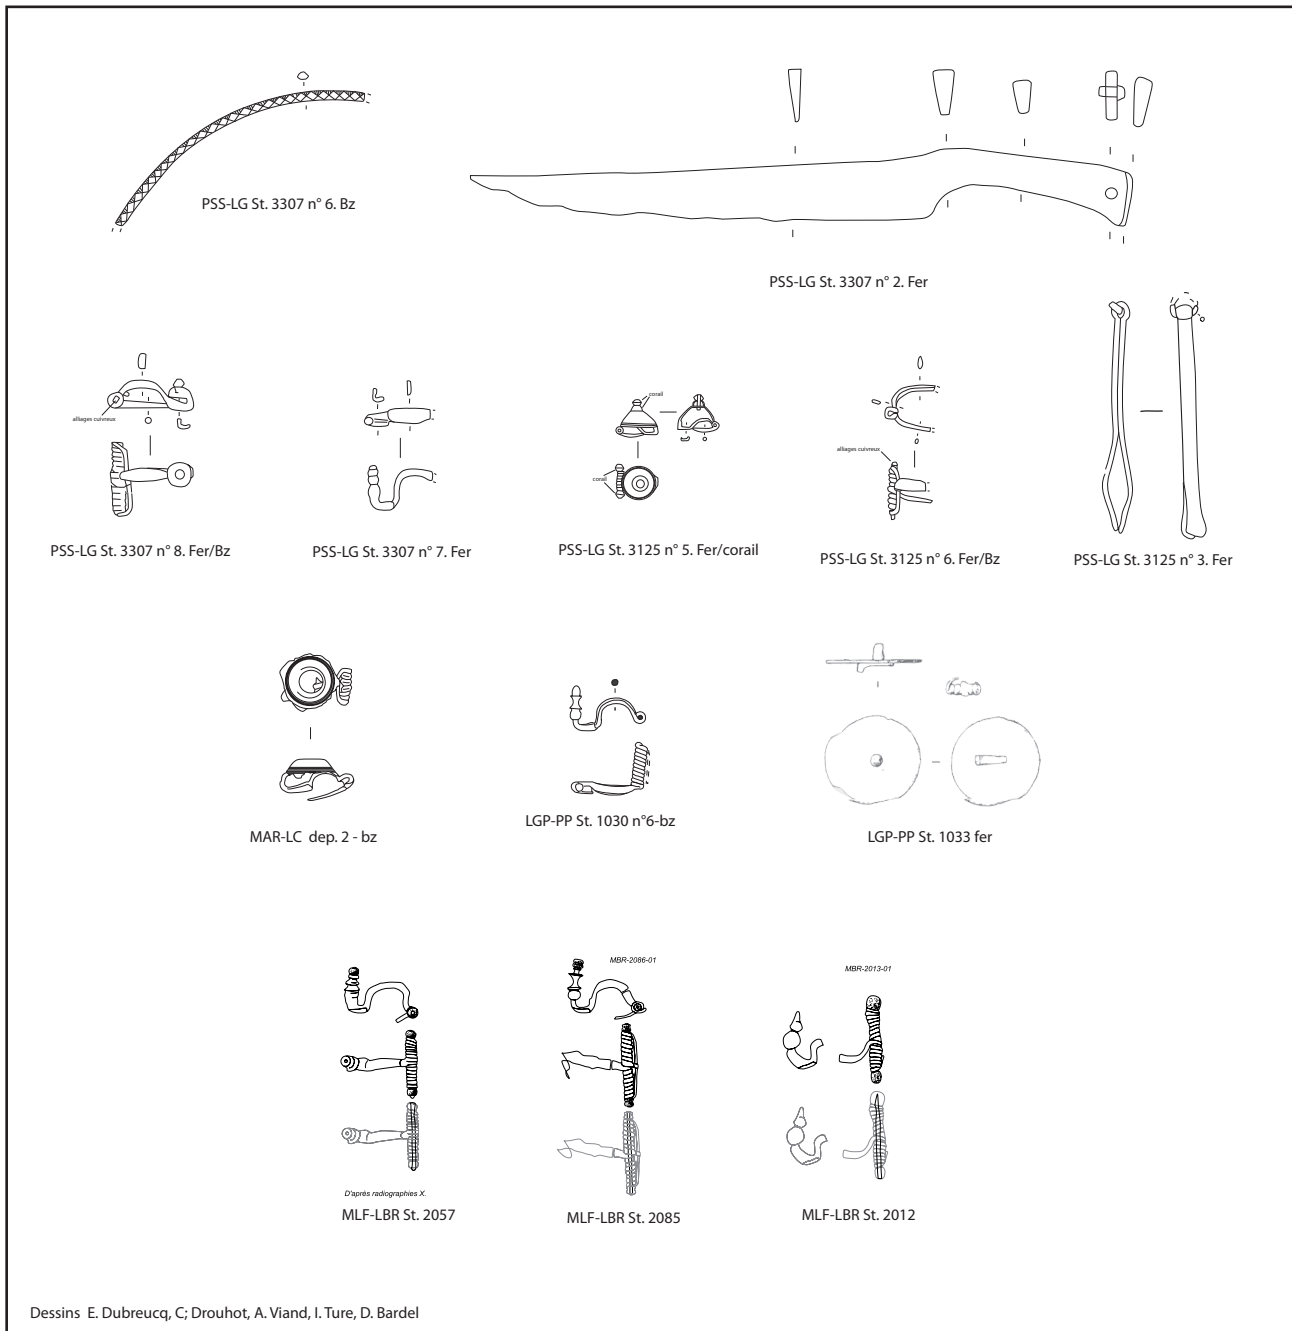 PSS-LG St. 3307 n° 6. Bz
PSS-LG St. 3307 n° 2. Fer
alliages cuivreux
corail
corail
alliages cuivreux
PSS-LG St. 3307 n° 8. Fer/Bz
PSS-LG St. 3307 n° 7. Fer
PSS-LG St. 3125 n° 5. Fer/corail
PSS-LG St. 3125 n° 6. Fer/Bz
PSS-LG St. 3125 n° 3. Fer
MAR-LC dep. 2 - bz
LGP-PP St. 1030 n°6-bz
LGP-PP St. 1033 fer
MBR-2086-01
MBR-2013-01
D'après radiographies X.
MLF-LBR St. 2057
MLF-LBR St. 2085
MLF-LBR St. 2012
Dessins E. Dubreucq, C; Drouhot, A. Viand, I. Ture, D. Bardel